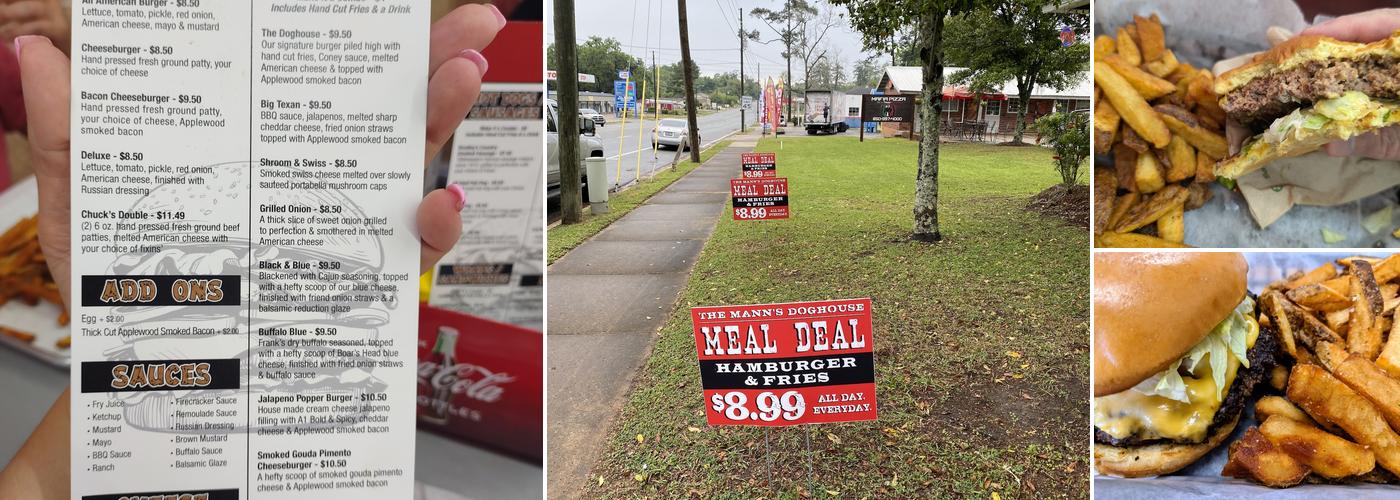 All American Burger - $8.50
Lettuce, tomato, pickle, red onion,
American cheese, mayo & mustard
Cheeseburger - $8.50
Hand pressed fresh ground patty, your
choice of cheese
Bacon Cheeseburger - $9.50
Hand pressed fresh ground patty,
your choice of cheese, Applewood
smoked bacon
Deluxe - $8.50
Lettuce, tomato, pickle, red onion,
American cheese, finished with
Russian dressing
Chuck's Double - $11.49
(2) 6 oz. hand pressed fresh ground beef
patties, melted American cheese with
your choice of fixins'
ADD ONS
Egg + $2.00
Thick Cut Applewood Smoked Bacon + $2.00
SAUCES
• Fry Juice
• Ketchup
• Mustard
• Mayo
• BBQ Sauce
• Ranch
• Firecracker Sauce
• Remoulade Sauce
• Russian Dressing
• Brown Mustard
• Buffalo Sauce
• Balsamic Glaze
Includes Hand Cut Fries & a Drink
The Doghouse - $9.50
Our signature burger piled high with
hand cut fries, Coney sauce, melted
American cheese & topped with
Applewood smoked bacon
Big Texan - $9.50
BBQ sauce, jalapenos, melted sharp
cheddar cheese, fried onion straws
topped with Applewood smoked bacon
Shroom & Swiss - $8.50
Smoked swiss cheese melted over slowly
sauteed portabella mushroom caps
Grilled Onion - $8.50
A thick slice of sweet onion grilled
to perfection & smothered in melted
American cheese
Black & Blue - $9.50
Blackened with Cajun seasoning, topped
with a hefty scoop of our blue cheese,
finished with friend onion straws & a
balsamic reduction glaze
Buffalo Blue - $9.50
Frank's dry buffalo seasoned, topped
with a hefty scoop of Boar's Head blue
cheese, finished with fried onion straws
& buffalo sauce
Jalapeno Popper Burger - $10.50
House made cream cheese jalapeno
filling with A1 Bold & Spicy, cheddar
cheese & Applewood smoked bacon
Smoked Gouda Pimento
Cheeseburger - $10.50
A hefty scoop of smoked gouda pimento
cheese & Applewood smoked bacon
Coca-Cola
BOTTLES
MAFIA PIZZA
MEAL DEAL
HAMBURGER
& FRIES
$8.99
THE MANN'S DOGHOUSE
MEAL DEAL
HAMBURGER
& FRIES
$8.99 ALL DAY.
EVERYDAY.
THE MANN'S DOGHOUSE
MEAL DEAL
HAMBURGER
& FRIES
$8.99 ALL DAY.
EVERYDAY.